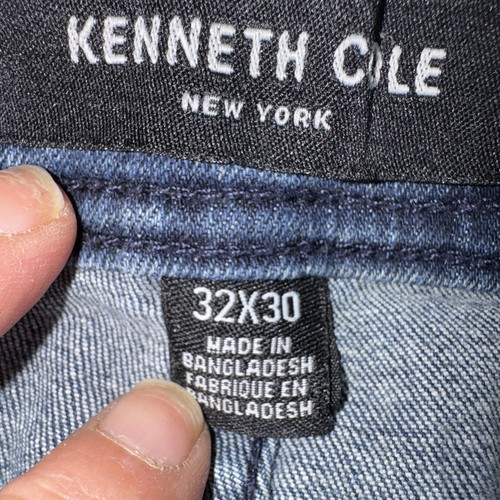 KENNETH COLE
NEW YORK
32X30
MADE IN
BANGLADESH
FABRIQUE EN
BANGLADESH